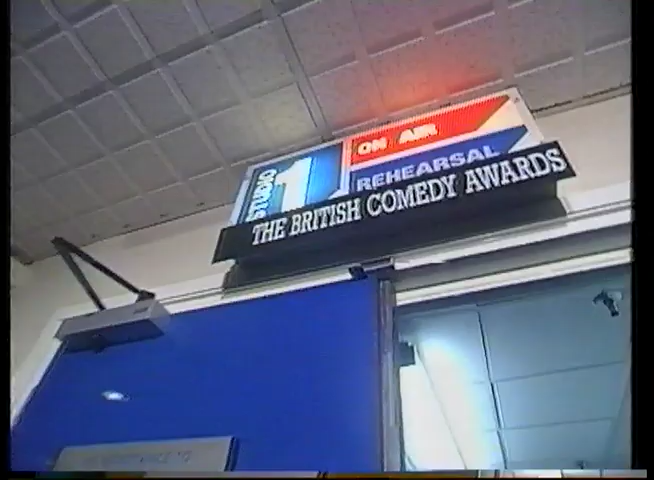 STUDIO 1
ON AIR
REHEARSAL
THE BRITISH COMEDY AWARDS